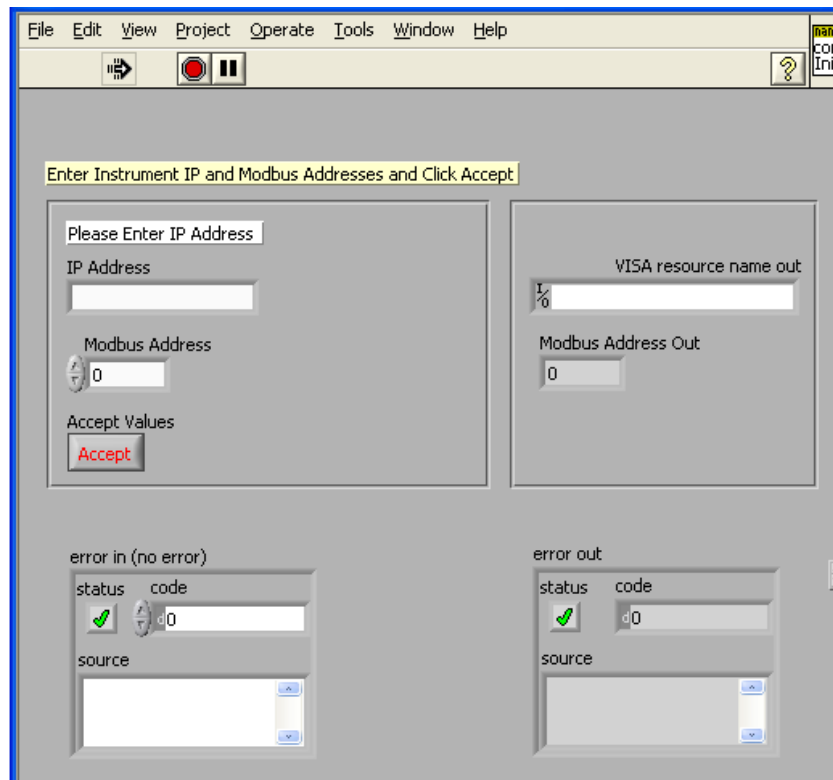 File Edit View Project Operate Tools Window Help
Enter Instrument IP and Modbus Addresses and Click Accept
Please Enter IP Address
IP Address
VISA resource name out
I/O
Modbus Address
0
Modbus Address Out
0
Accept Values
Accept
error in (no error)
status code
d0
source
error out
status code
d0
source